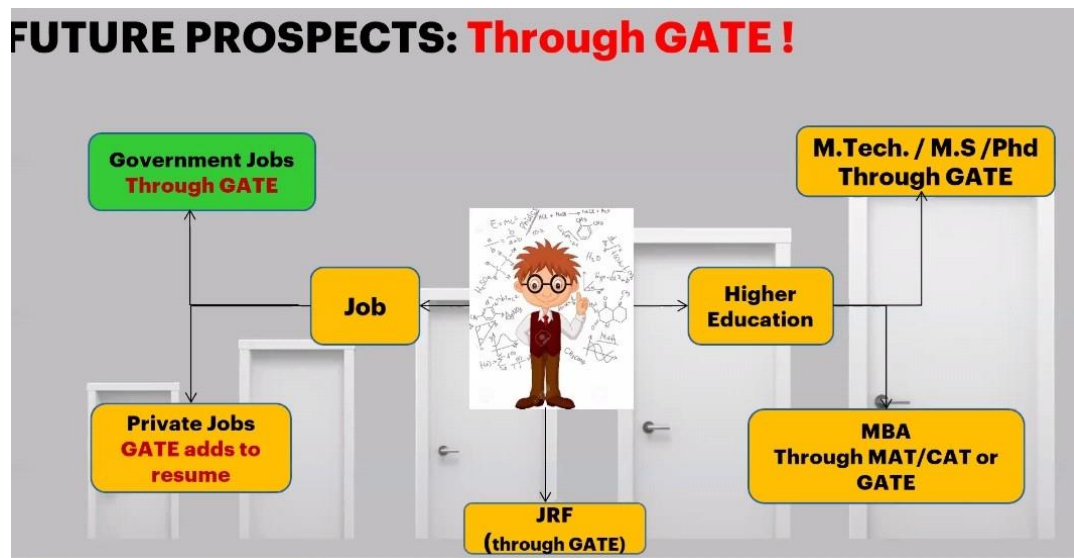 FUTURE PROSPECTS: Through GATE !
Government Jobs
Through GATE
M.Tech. / M.S /Phd
Through GATE
Job
Higher
Education
Private Jobs
GATE adds to
resume
MBA
Through MAT/CAT or
GATE
JRF
(through GATE)